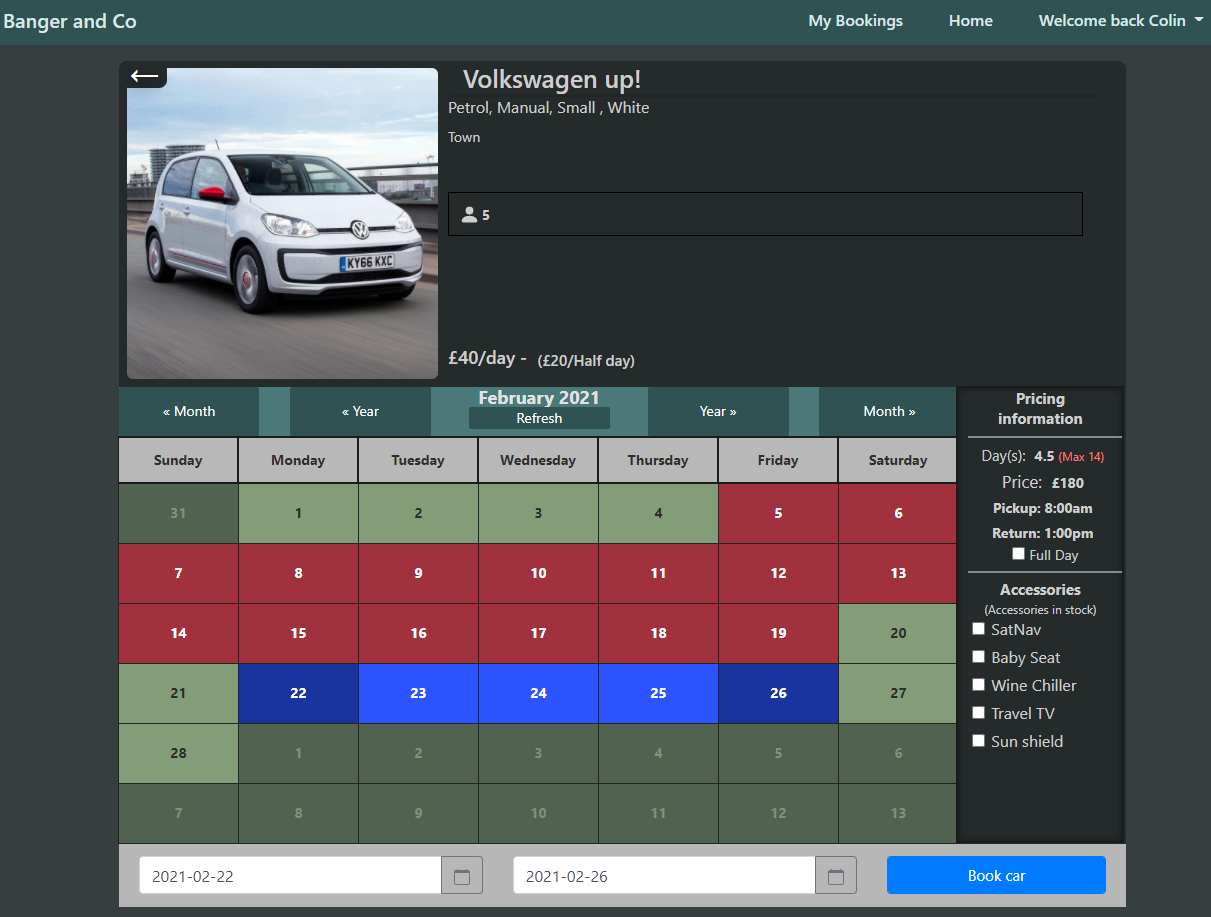 Banger and Co My Bookings Home Welcome back Colin
Volkswagen up!
Petrol, Manual, Small , White
Town
5
KY66 KXC
£40/day - (£20/Half day)
« Month « Year February 2021 Year » Month »
Refresh
Sunday Monday Tuesday Wednesday Thursday Friday Saturday
31 1 2 3 4 5 6
7 8 9 10 11 12 13
14 15 16 17 18 19 20
21 22 23 24 25 26 27
28 1 2 3 4 5 6
7 8 9 10 11 12 13
Pricing
information
Day(s): 4.5 (Max 14)
Price: £180
Pickup: 8:00am
Return: 1:00pm
Full Day
Accessories
(Accessories in stock)
SatNav
Baby Seat
Wine Chiller
Travel TV
Sun shield
2021-02-22 2021-02-26 Book car